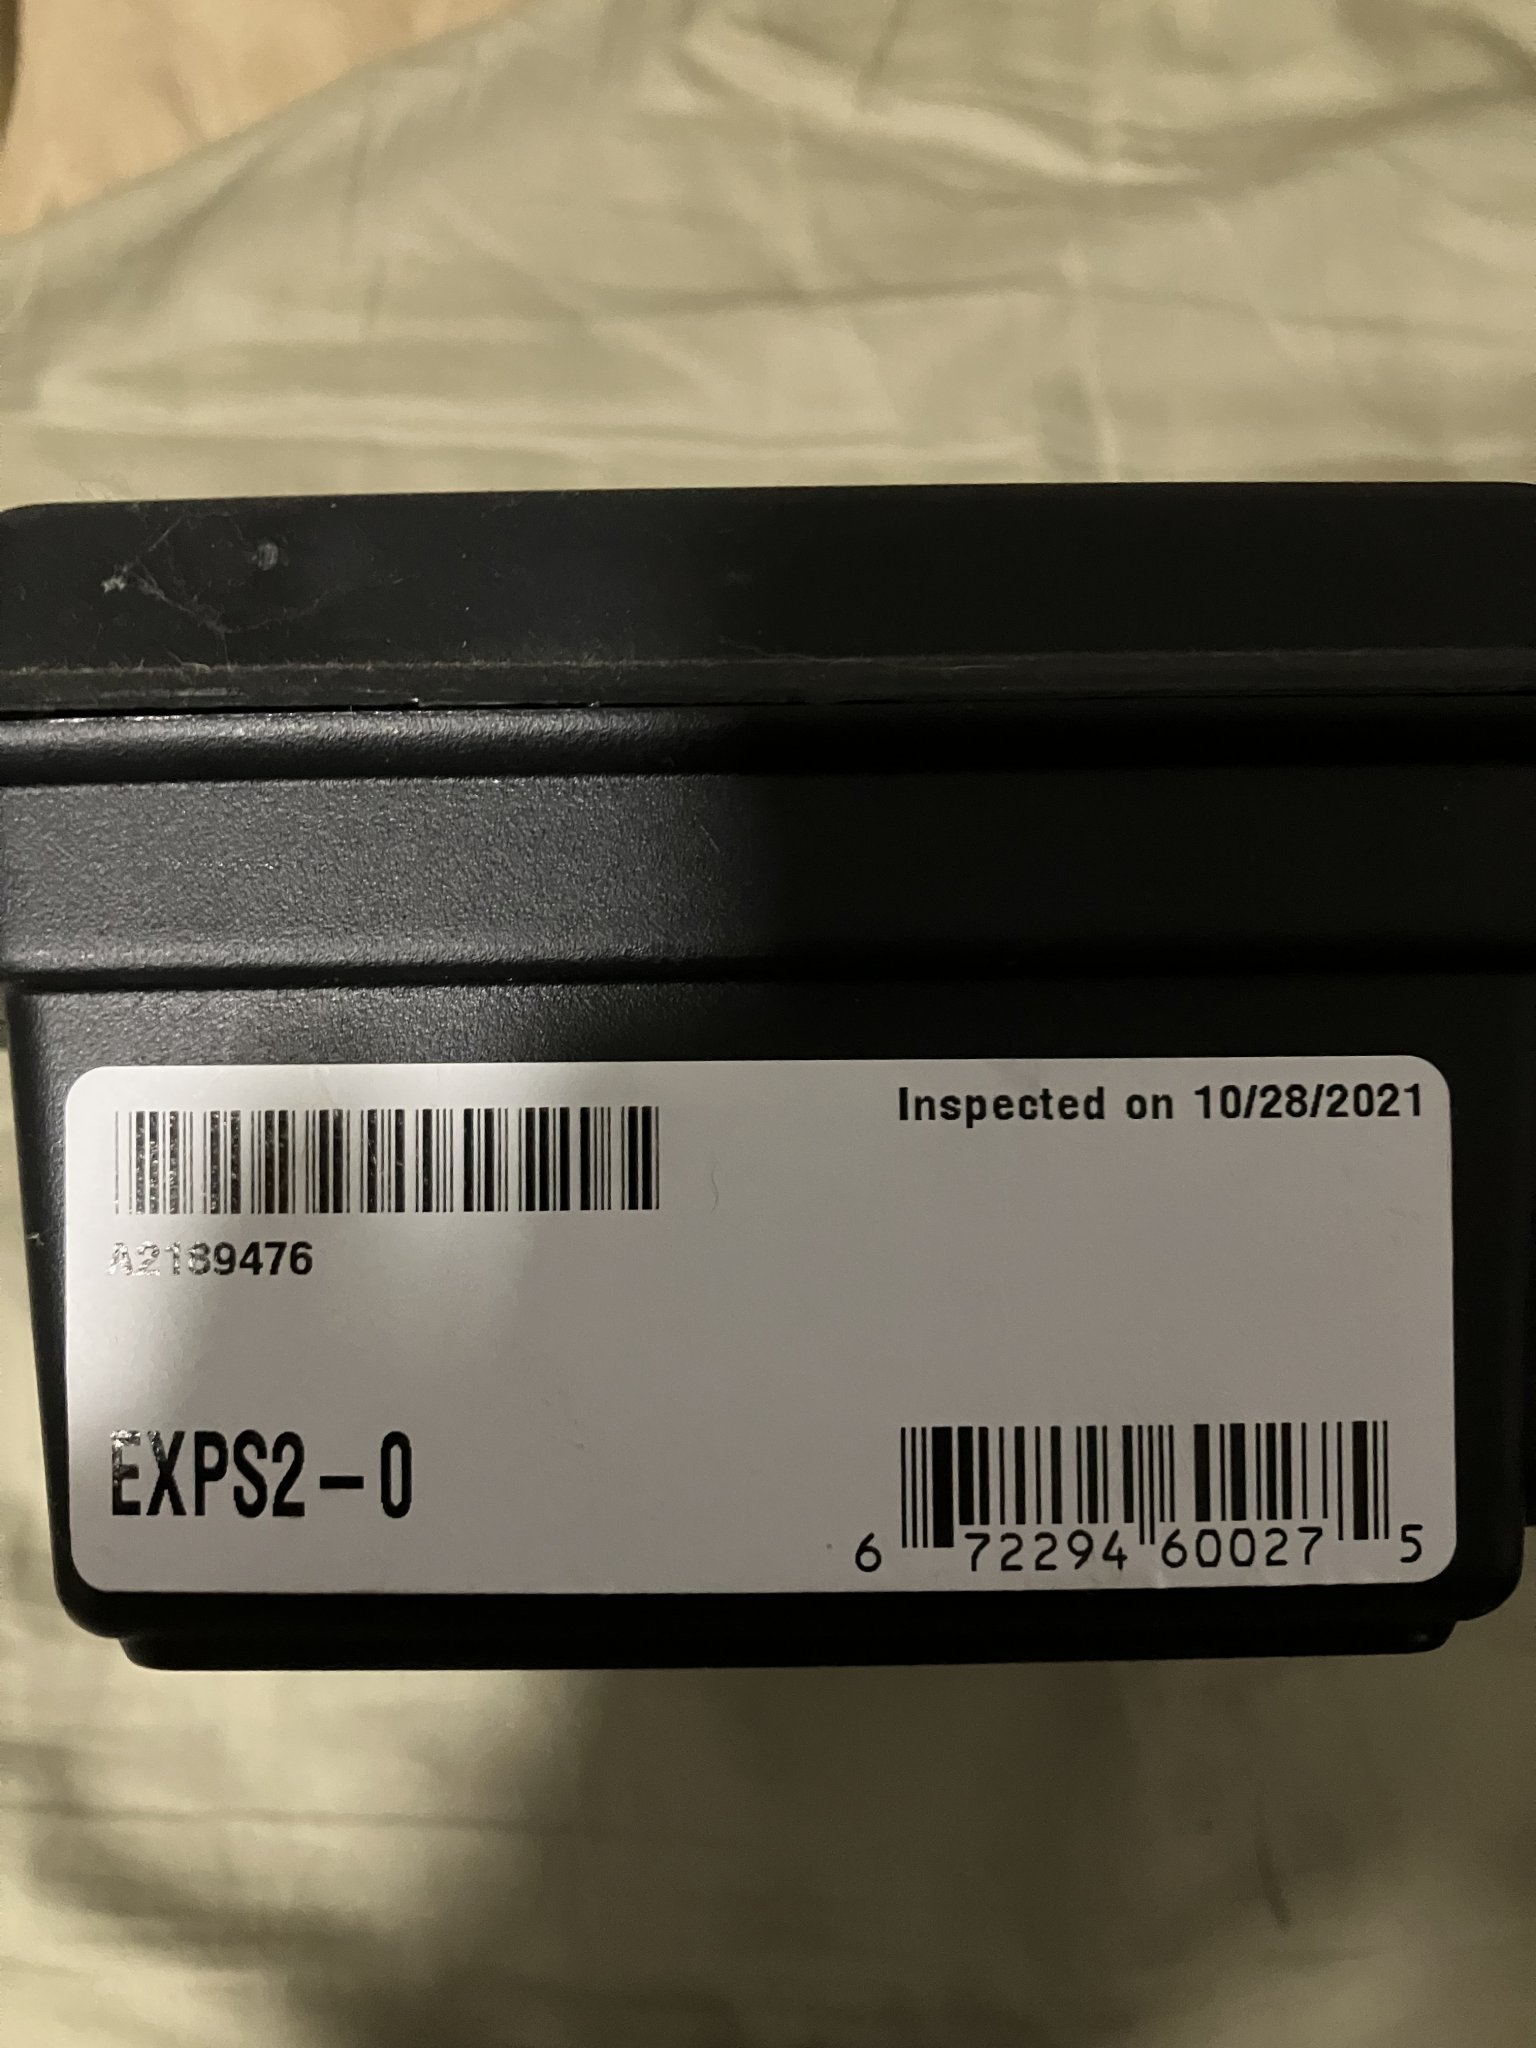 Inspected on 10/28/2021
A2189476
EXPS2-0
6 72294 60027 5